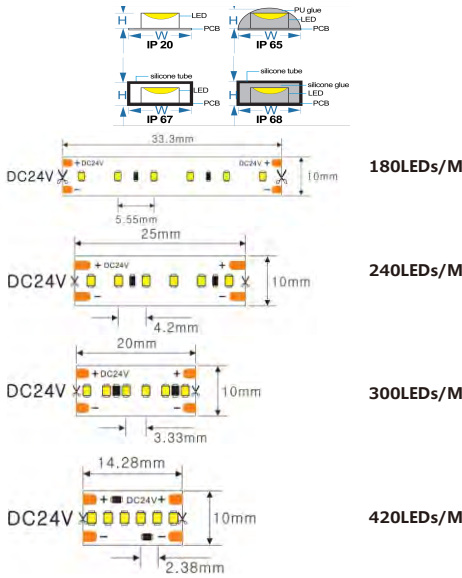 PU glue
H LED H LED
PCB PCB
W W
IP 20 IP 65
silicone tube silicone tube
silicone glue
H LED H LED
PCB PCB
W W
IP 67 IP 68
33.3mm
+ DC24V DC24V +
DC24V 10mm 180LEDs/M
- -
5.55mm
25mm
+ DC24V +
DC24V 10mm 240LEDs/M
- -
4.2mm
20mm
+ DC24V +
DC24V 10mm 300LEDs/M
- -
3.33mm
14.28mm
+ DC24V +
DC24V 10mm 420LEDs/M
- -
2.38mm